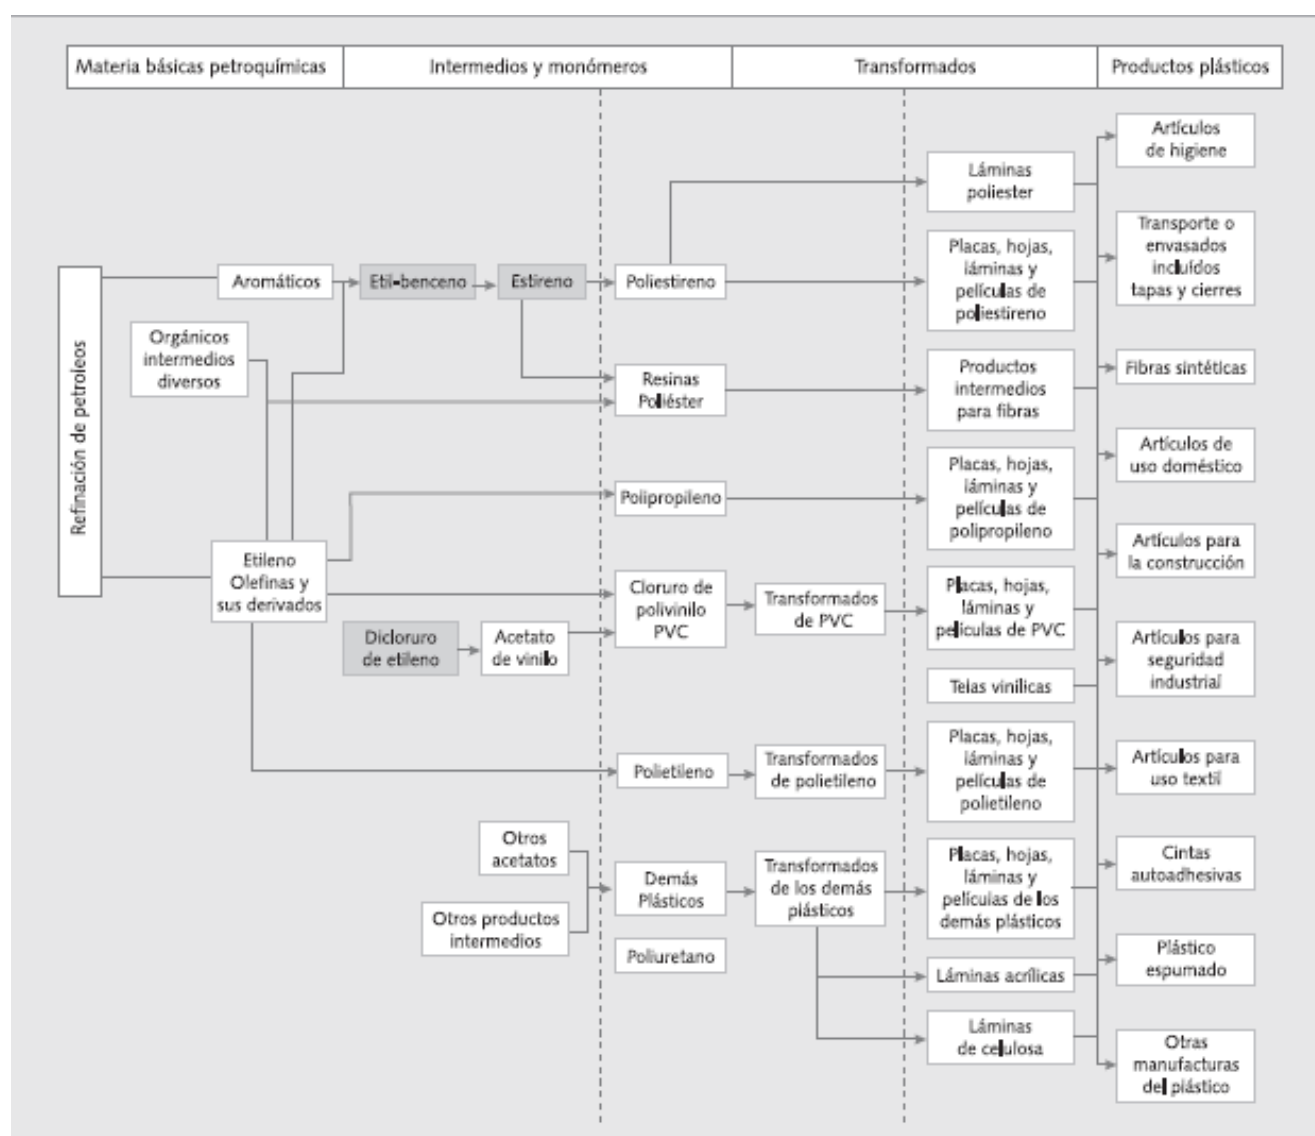 Materia básicas petroquímicas
Intermedios y monómeros
Transformados
Productos plásticos
Refinación de petroleos
Aromáticos
Orgánicos
intermedios
diversos
Etileno
Olefinas y
sus derivados
Etil-benceno
Estireno
Dicloruro
de etileno
Acetato
de vinilo
Otros
acetatos
Otros productos
intermedios
Poliestireno
Resinas
Poliéster
Polipropileno
Cloruro de
polivinilo
PVC
Polietileno
Demás
Plásticos
Poliuretano
Transformados
de PVC
Transformados
de polietileno
Transformados
de los demás
plásticos
Láminas
poliester
Placas, hojas,
láminas y
películas de
poliestireno
Productos
intermedios
para fibras
Placas, hojas,
láminas y
películas de
polipropileno
Placas, hojas,
láminas y
películas de PVC
Telas vinílicas
Placas, hojas,
láminas y
películas de
polietileno
Placas, hojas,
láminas y
películas de los
demás plásticos
Láminas acrílicas
Láminas
de celulosa
Artículos
de higiene
Transporte o
envasados
incluídos
tapas y cierres
Fibras sintéticas
Artículos de
uso doméstico
Artículos para
la construcción
Artículos para
seguridad
industrial
Artículos para
uso textil
Cintas
autoadhesivas
Plástico
espumado
Otras
manufacturas
del plástico